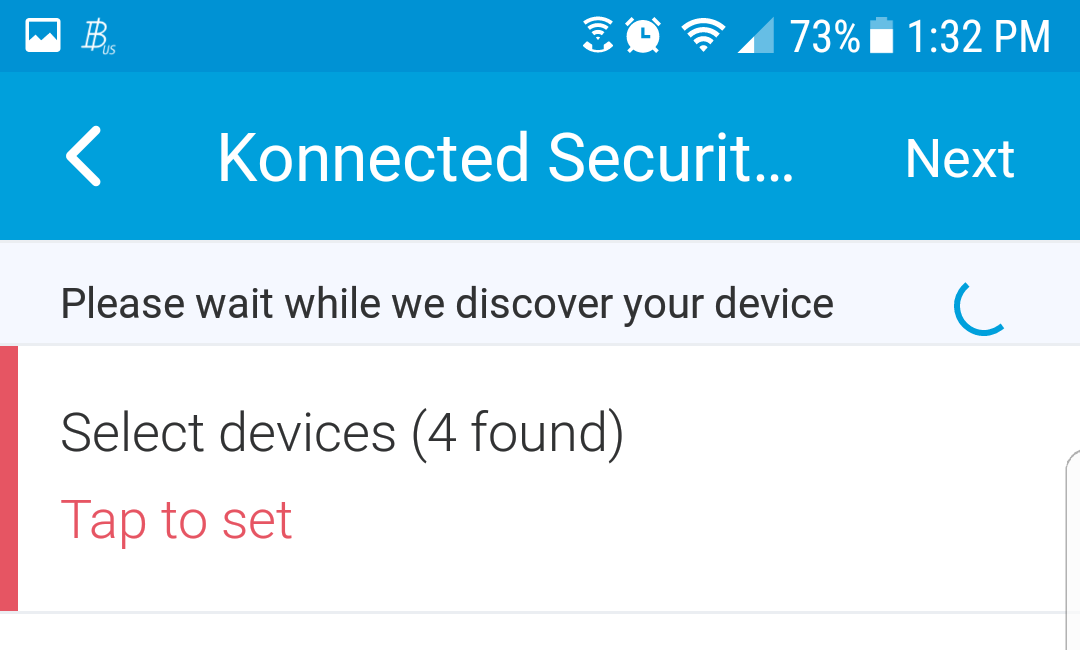 73% 1:32 PM
Konnected Securit... Next
Please wait while we discover your device
Select devices (4 found)
Tap to set